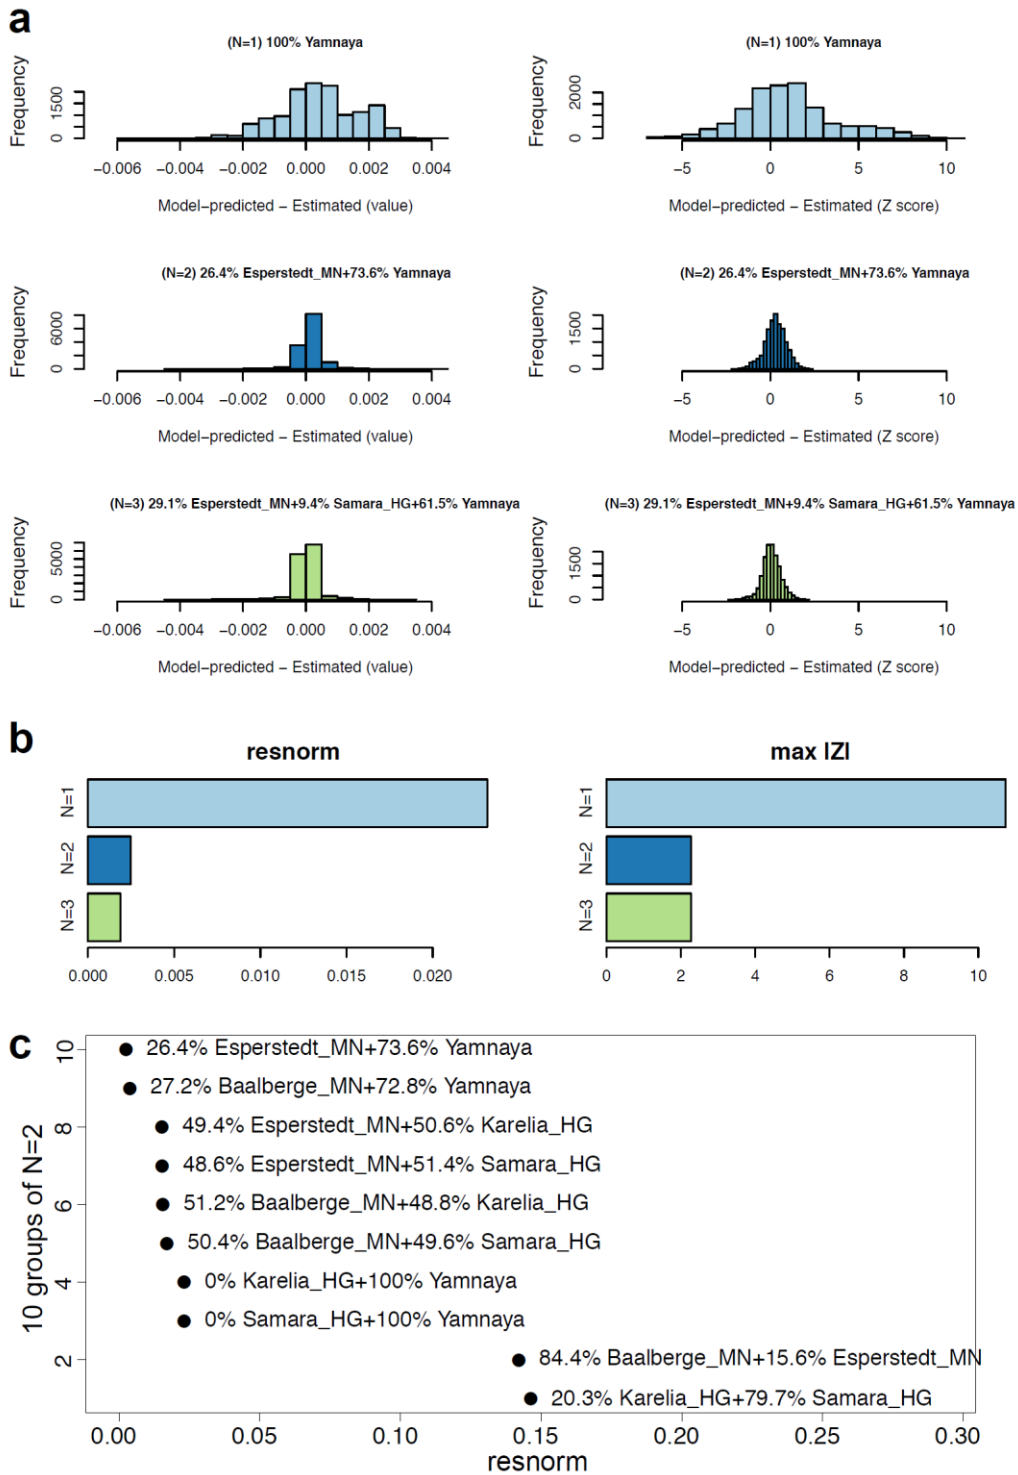 a
(N=1) 100% Yamnaya
Frequency
0 1500
−0.006 −0.004 −0.002 0.000 0.002 0.004
Model−predicted − Estimated (value)
(N=1) 100% Yamnaya
Frequency
0 2000
−5 0 5 10
Model−predicted − Estimated (Z score)
(N=2) 26.4% Esperstedt_MN+73.6% Yamnaya
Frequency
0 6000
−0.006 −0.004 −0.002 0.000 0.002 0.004
Model−predicted − Estimated (value)
(N=2) 26.4% Esperstedt_MN+73.6% Yamnaya
Frequency
0 1500
−5 0 5 10
Model−predicted − Estimated (Z score)
(N=3) 29.1% Esperstedt_MN+9.4% Samara_HG+61.5% Yamnaya
Frequency
0 5000
−0.006 −0.004 −0.002 0.000 0.002 0.004
Model−predicted − Estimated (value)
(N=3) 29.1% Esperstedt_MN+9.4% Samara_HG+61.5% Yamnaya
Frequency
0 1500
−5 0 5 10
Model−predicted − Estimated (Z score)
b
resnorm
N=1
N=2
N=3
0.000 0.005 0.010 0.015 0.020
max |Z|
N=1
N=2
N=3
0 2 4 6 8 10
c
10 groups of N=2
10
8
6
4
2
26.4% Esperstedt_MN+73.6% Yamnaya
27.2% Baalberge_MN+72.8% Yamnaya
49.4% Esperstedt_MN+50.6% Karelia_HG
48.6% Esperstedt_MN+51.4% Samara_HG
51.2% Baalberge_MN+48.8% Karelia_HG
50.4% Baalberge_MN+49.6% Samara_HG
0% Karelia_HG+100% Yamnaya
0% Samara_HG+100% Yamnaya
84.4% Baalberge_MN+15.6% Esperstedt_MN
20.3% Karelia_HG+79.7% Samara_HG
0.00 0.05 0.10 0.15 0.20 0.25 0.30
resnorm